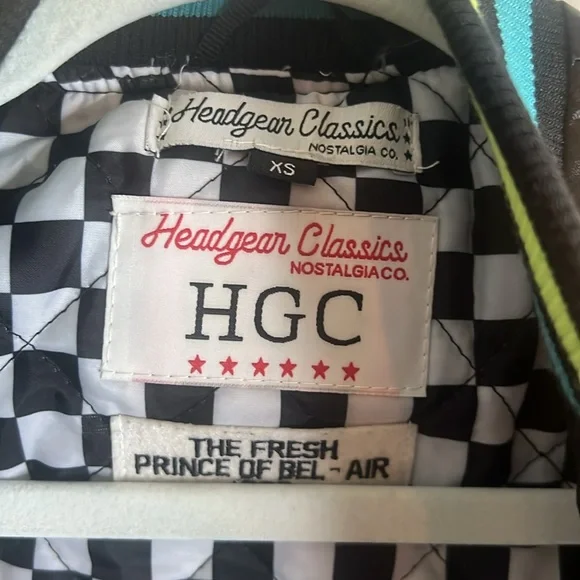 Headgear Classics
NOSTALGIA CO.
XS
Headgear Classics
NOSTALGIA CO.
HGC
THE FRESH
PRINCE OF BEL-AIR